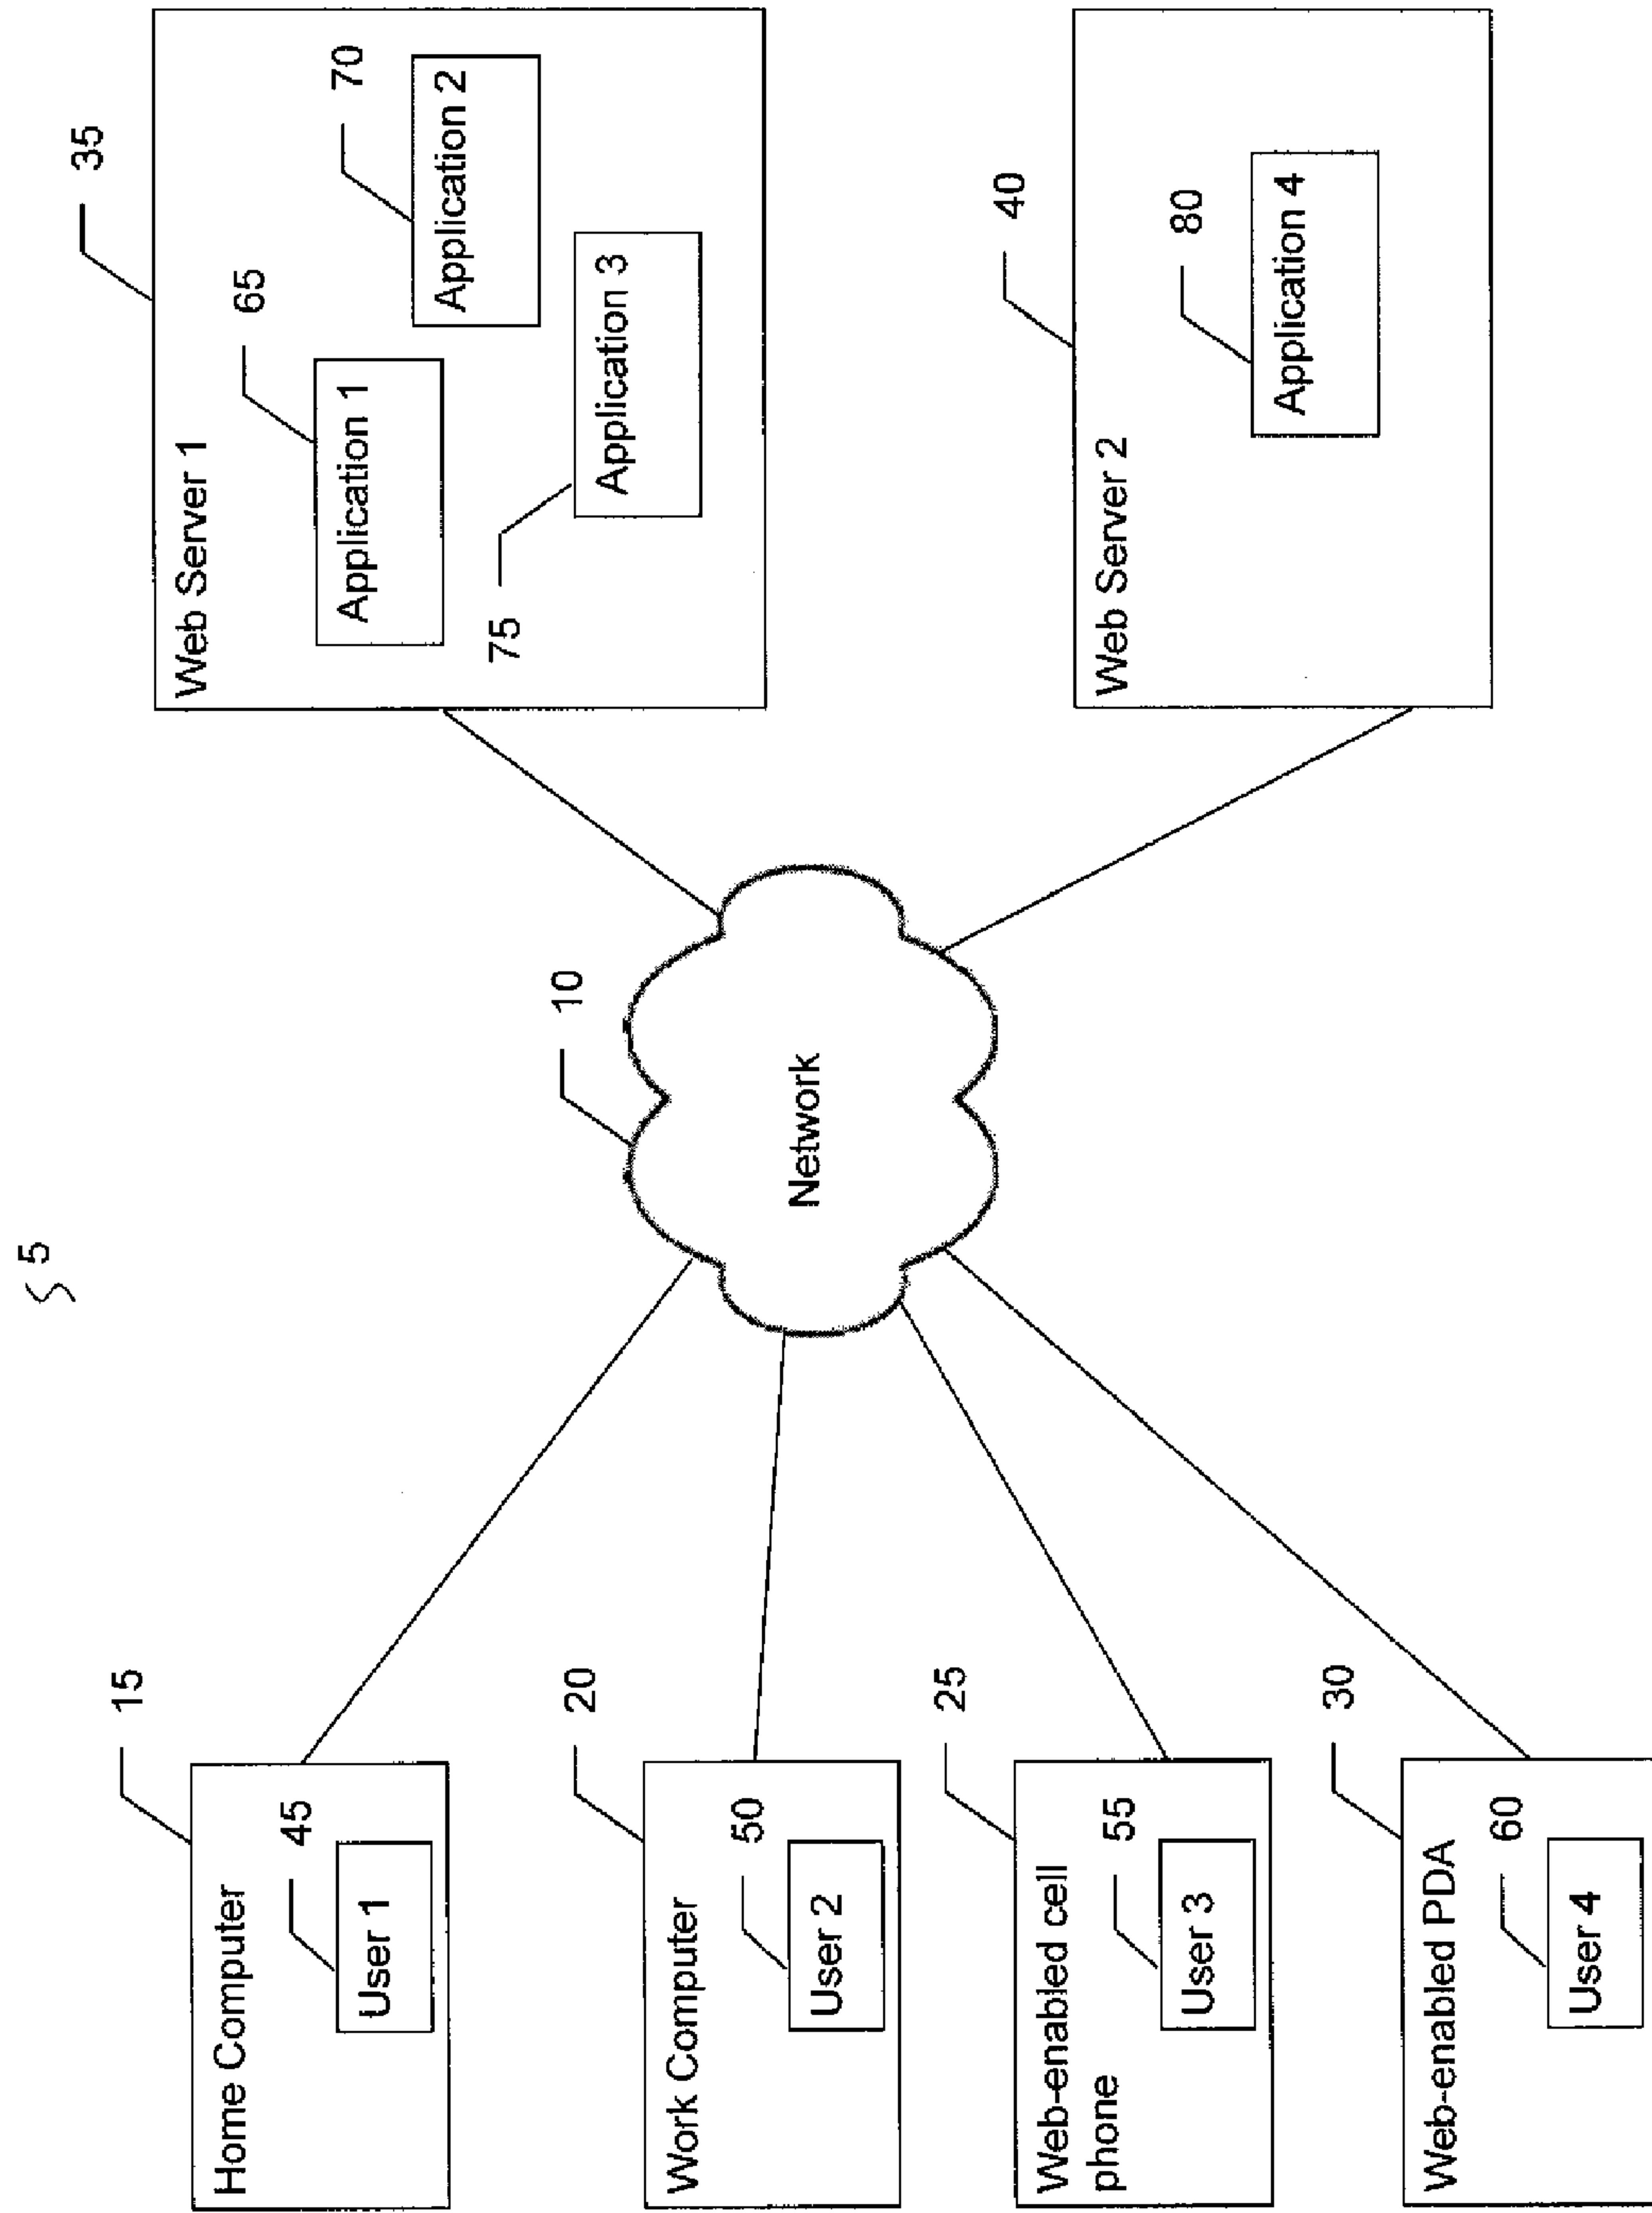 5
Home Computer
15
User 1
45
Work Computer
20
User 2
50
Web-enabled cell
phone
25
User 3
55
Web-enabled PDA
30
User 4
60
Network
10
Web Server 1
35
Application 1
65
Application 2
70
Application 3
75
Web Server 2
40
Application 4
80